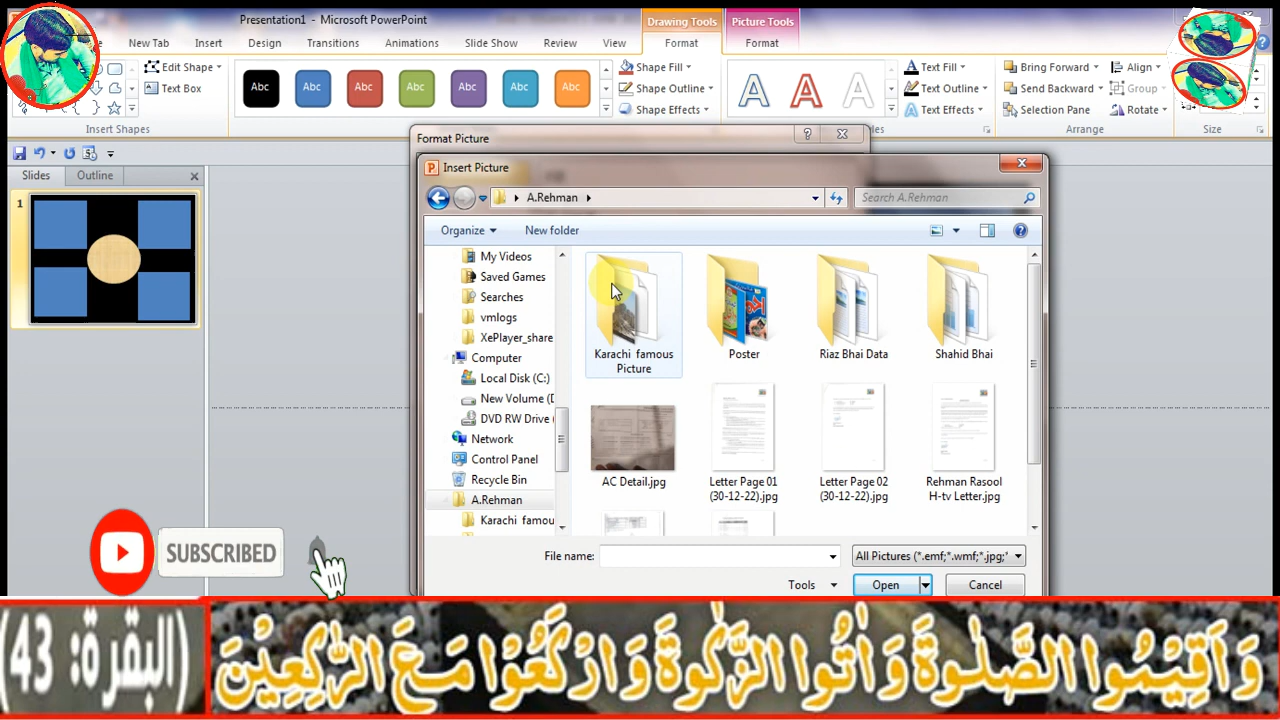 Presentation1 - Microsoft PowerPoint
Drawing Tools
Picture Tools
New Tab
Insert
Design
Transitions
Animations
Slide Show
Review
View
Format
Format
Edit Shape
Text Box
Insert Shapes
Abc Abc Abc Abc Abc Abc Abc
Shape Fill
Shape Outline
Shape Effects
A A A
Text Fill
Text Outline
Text Effects
Bring Forward
Send Backward
Selection Pane
Align
Group
Rotate
Arrange
Size
Slides
Outline
1
Format Picture
Insert Picture
A.Rehman
Search A.Rehman
Organize
New folder
My Videos
Saved Games
Searches
vmlogs
XePlayer_share
Computer
Local Disk (C:)
New Volume (D
DVD RW Drive (
Network
Control Panel
Recycle Bin
A.Rehman
Karachi famou
Karachi famous
Picture
Poster
Riaz Bhai Data
Shahid Bhai
AC Detail.jpg
Letter Page 01
(30-12-22).jpg
Letter Page 02
(30-12-22).jpg
Rehman Rasool
H-tv Letter.jpg
File name:
All Pictures (*.emf;*.wmf;*.jpg;*
Tools
Open
Cancel
SUBSCRIBED
وَاَقِيْمُوا الصَّلٰوةَ وَاٰتُوا الزَّكٰوةَ وَارْكَعُوْا مَعَ الرّٰكِعِيْنَ
(البقرة: 43)